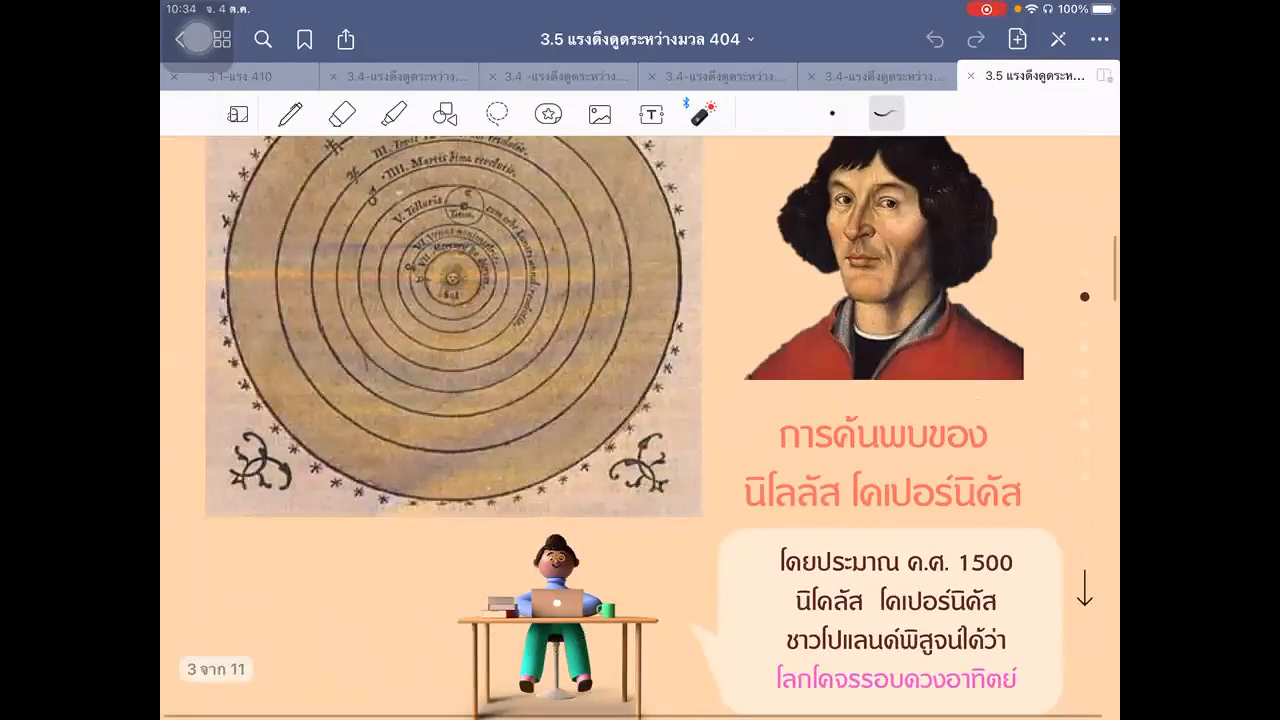 10:34 จ. 4 ต.ค.
100%
3.5 แรงดึงดูดระหว่างมวล 404
3.1-แรง 410
3.4-แรงดึงดูดระหว่าง...
3.4 -แรงดึงดูดระหว่าง...
3.4-แรงดึงดูดระหว่าง...
3.4-แรงดึงดูดระหว่าง...
3.5 แรงดึงดูดระห...
T
IIII. Martis bima revolutio.
V. Telluris
Terra
Sol
การค้นพบของ
นิโลลัส โคเปอร์นิคัส
โดยประมาณ ค.ศ. 1500
นิโคลัส โคเปอร์นิคัส
ชาวโปแลนด์พิสูจน์ได้ว่า
โลกโคจรรอบดวงอาทิตย์
3 จาก 11